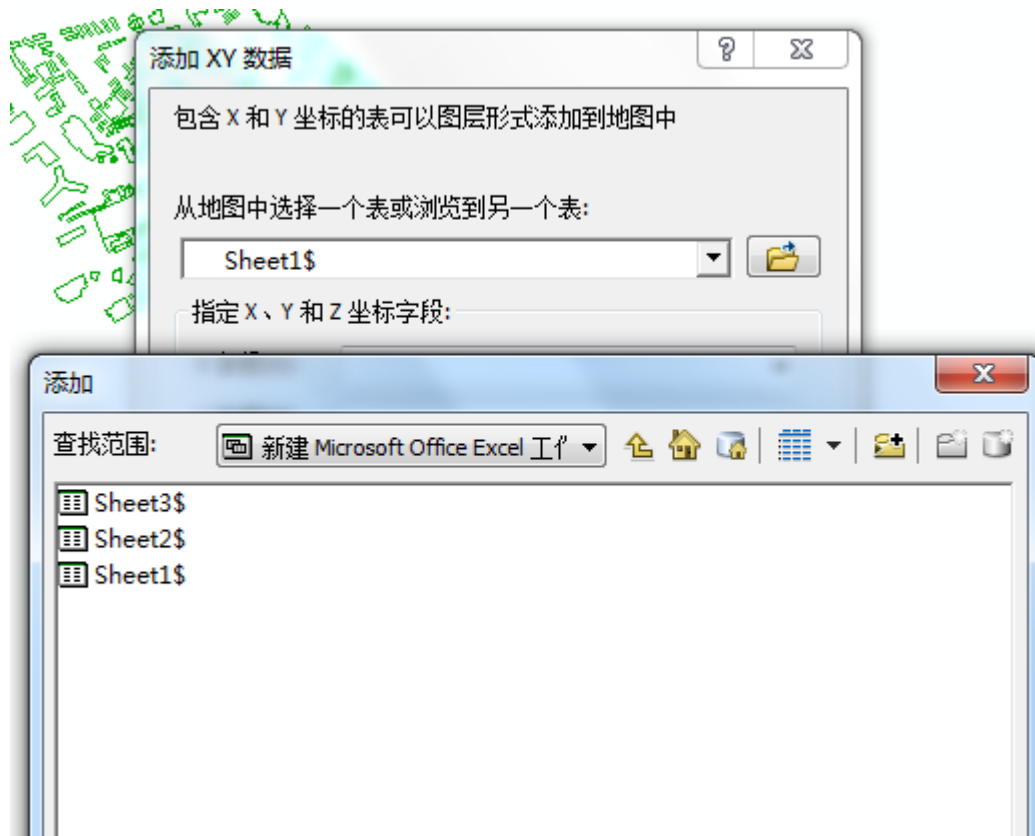 添加 XY 数据
包含 X 和 Y 坐标的表可以图层形式添加到地图中
从地图中选择一个表或浏览到另一个表:
Sheet1$
指定 X、Y 和 Z 坐标字段:
添加
查找范围: 新建 Microsoft Office Excel 工
Sheet3$
Sheet2$
Sheet1$